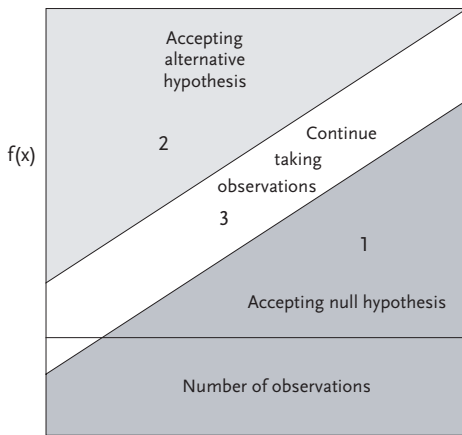 Accepting
alternative
hypothesis
2
f(x)
Continue
taking
observations
3
1
Accepting null hypothesis
Number of observations